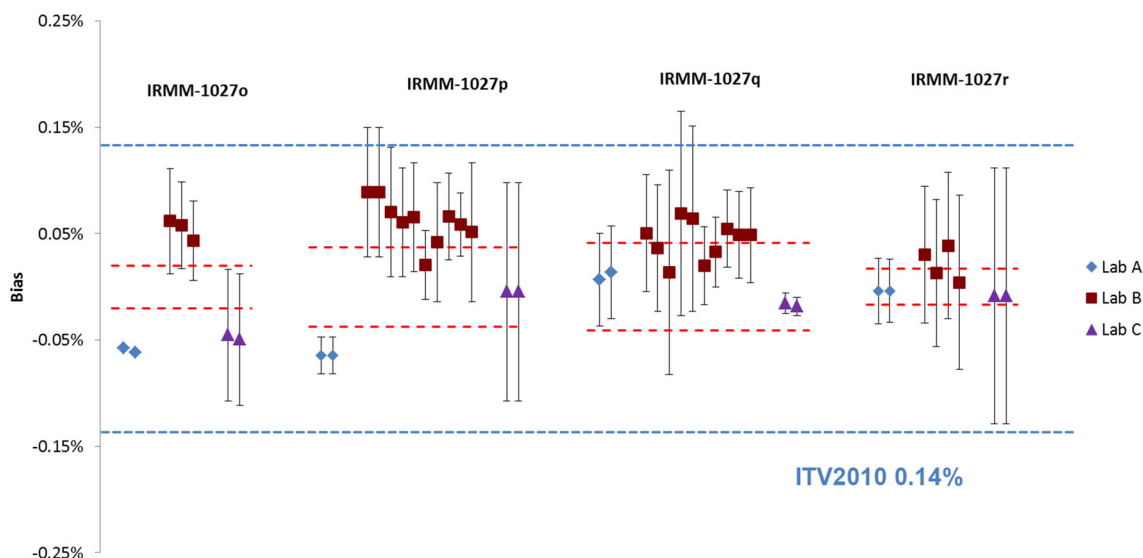 0.25%
IRMM-1027o
IRMM-1027p
IRMM-1027q
IRMM-1027r
0.15%
0.05%
Bias
-0.05%
-0.15%
-0.25%
Lab A
Lab B
Lab C
ITV2010 0.14%